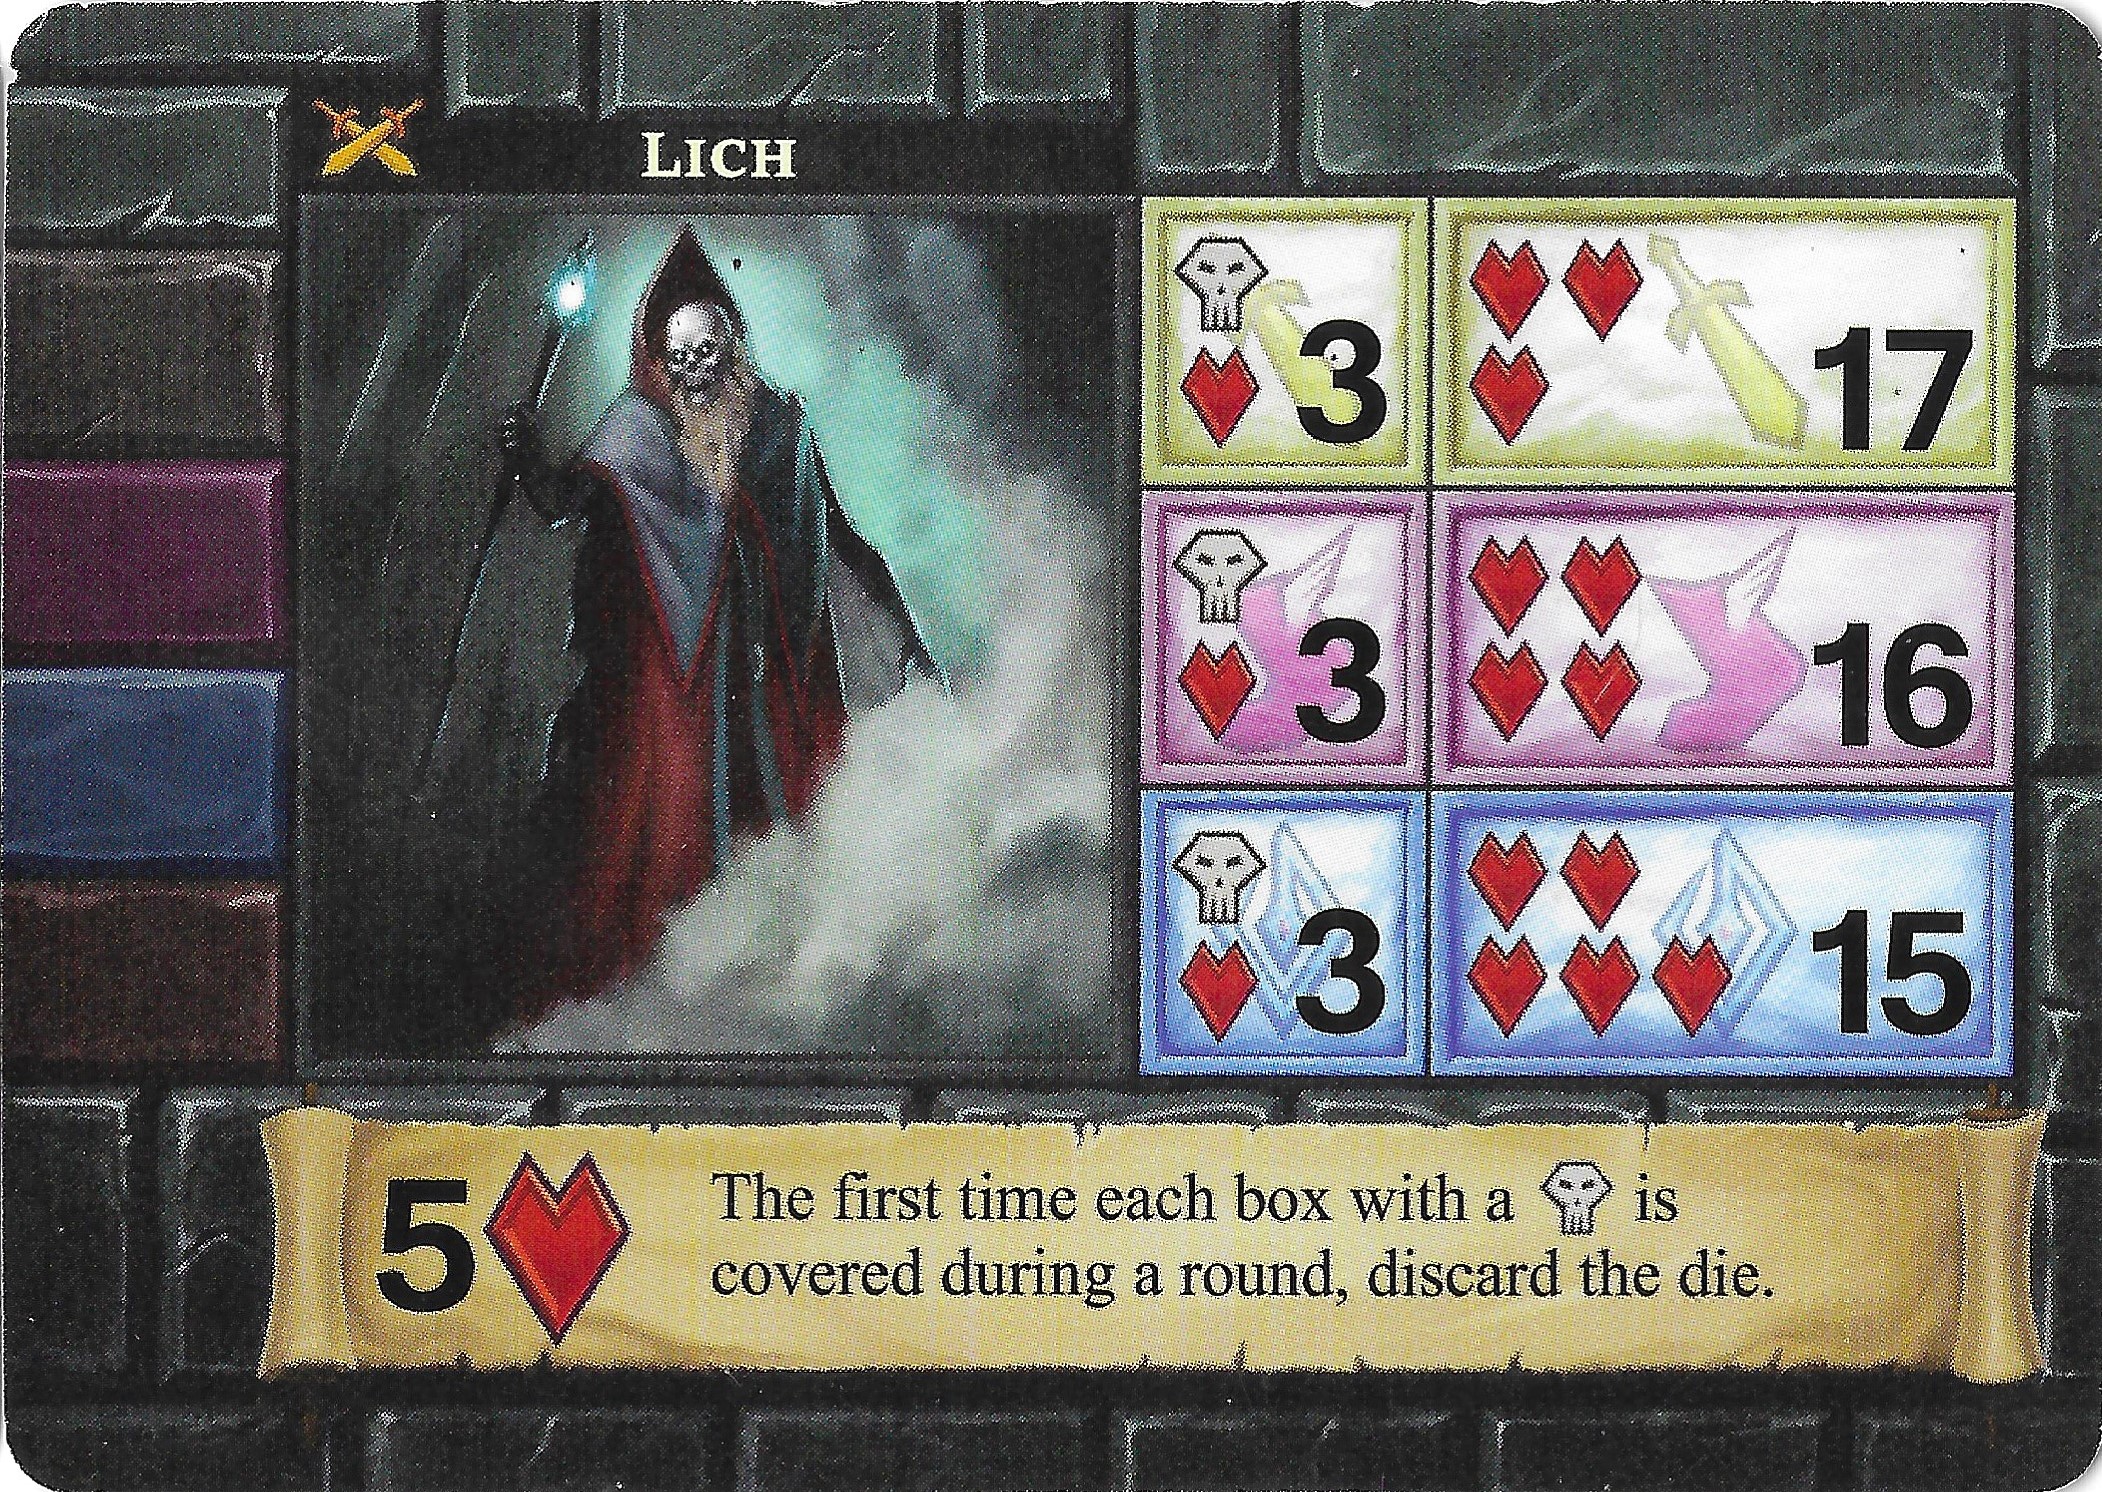 LICH
3 17
3 16
3 15
5 The first time each box with a is
covered during a round, discard the die.